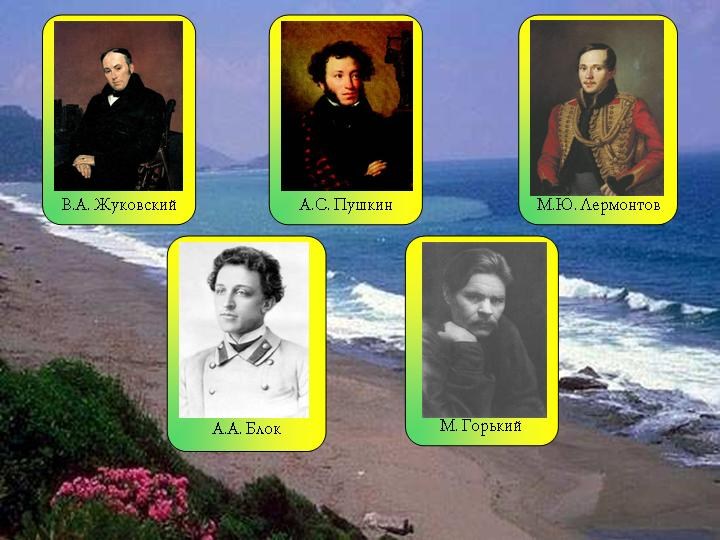 В.А. Жуковский
А.С. Пушкин
М.Ю. Лермонтов
А.А. Блок
М. Горький